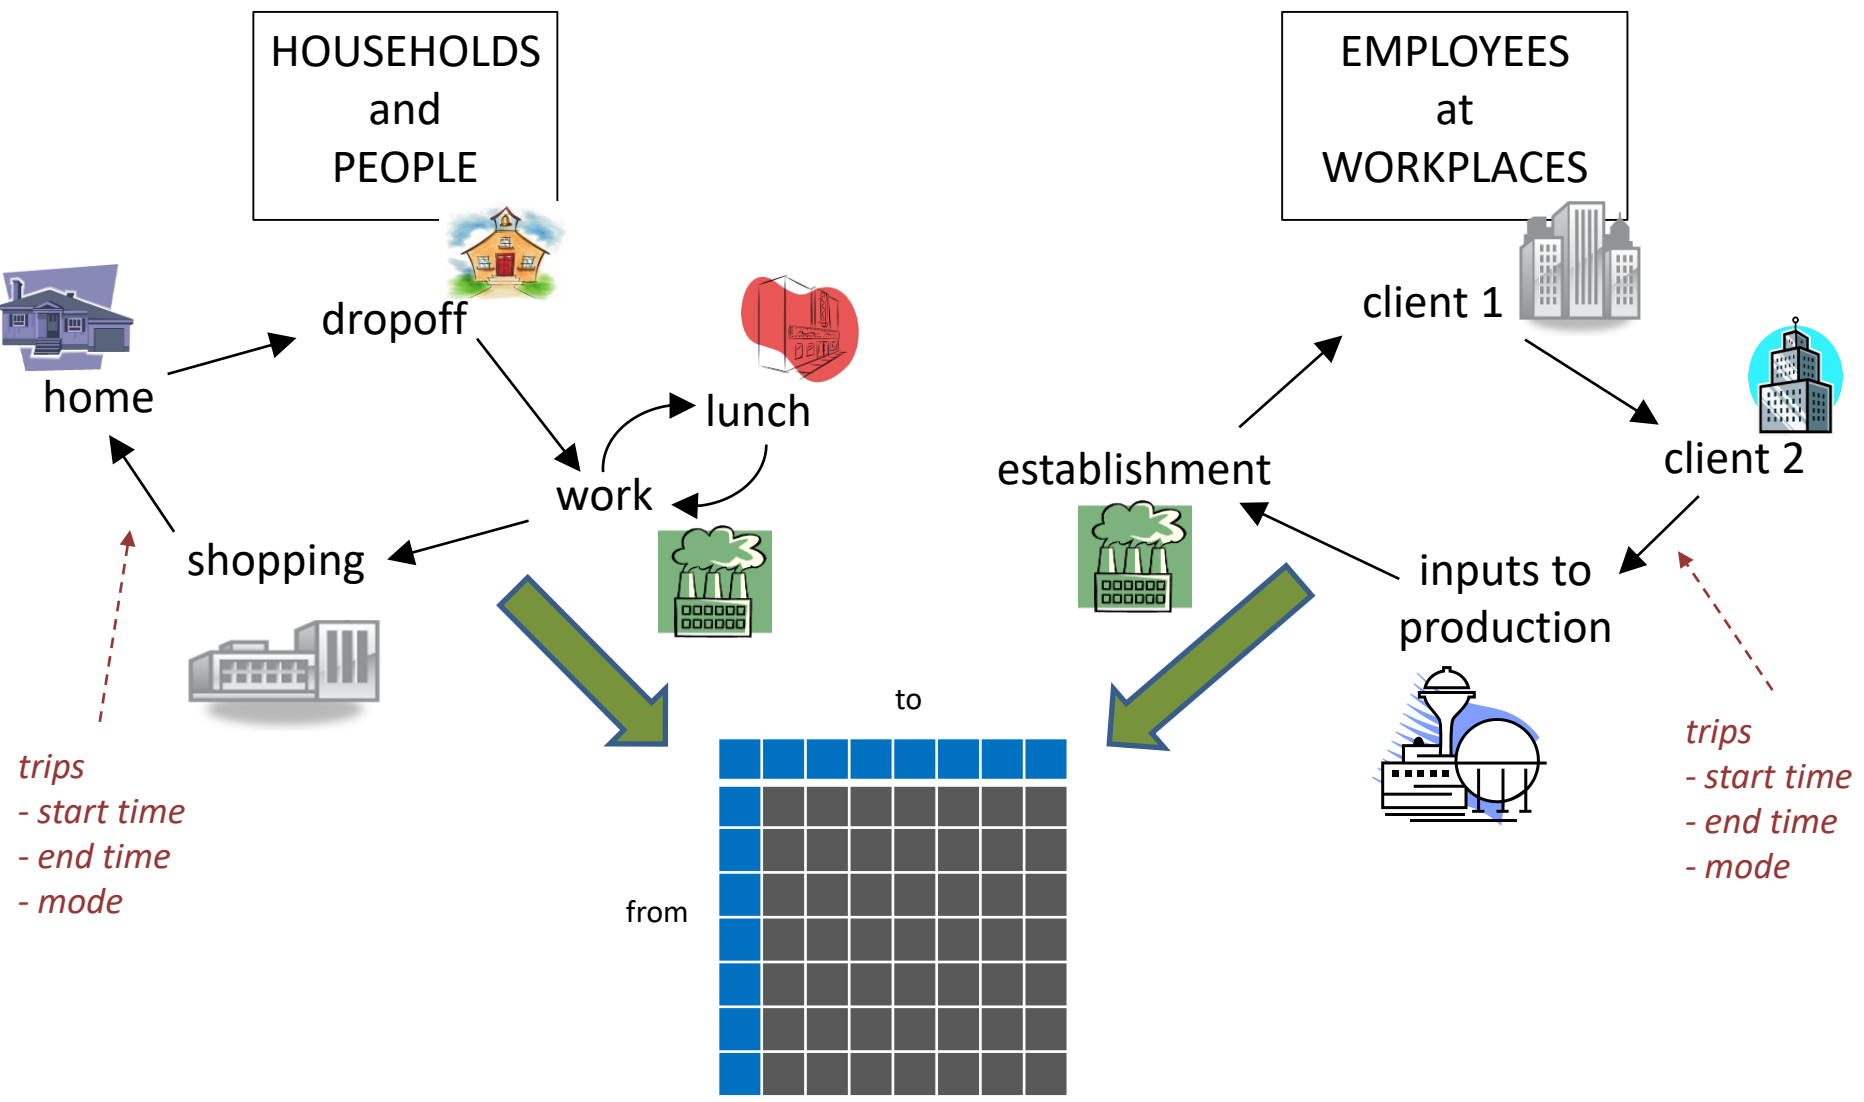 HOUSEHOLDS
and
PEOPLE
EMPLOYEES
at
WORKPLACES
home
dropoff
lunch
work
shopping
client 1
client 2
establishment
inputs to
production
trips
- start time
- end time
- mode
to
from
trips
- start time
- end time
- mode